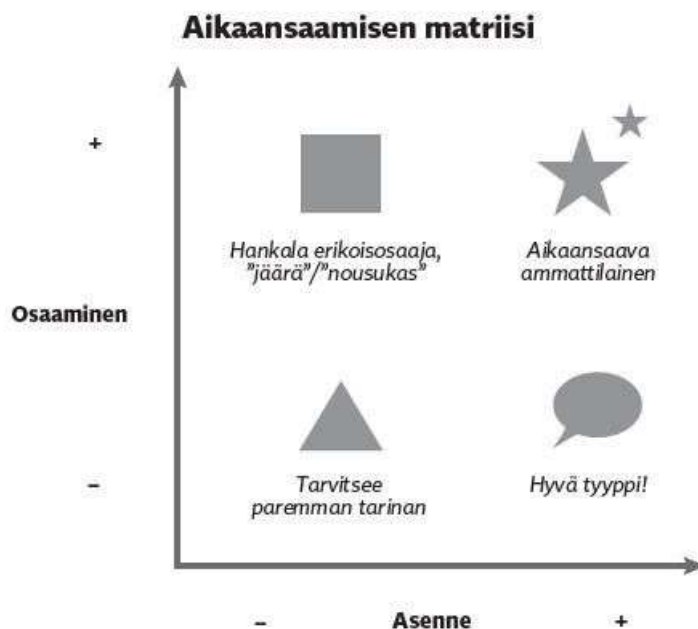 Aikaansaamisen matriisi
+
Hankala erikoisosaaja,
”jäärä”/”nousukas”
Aikaansaava
ammattilainen
Osaaminen
–
Tarvitsee
paremman tarinan
Hyvä tyyppi!
–
Asenne
+